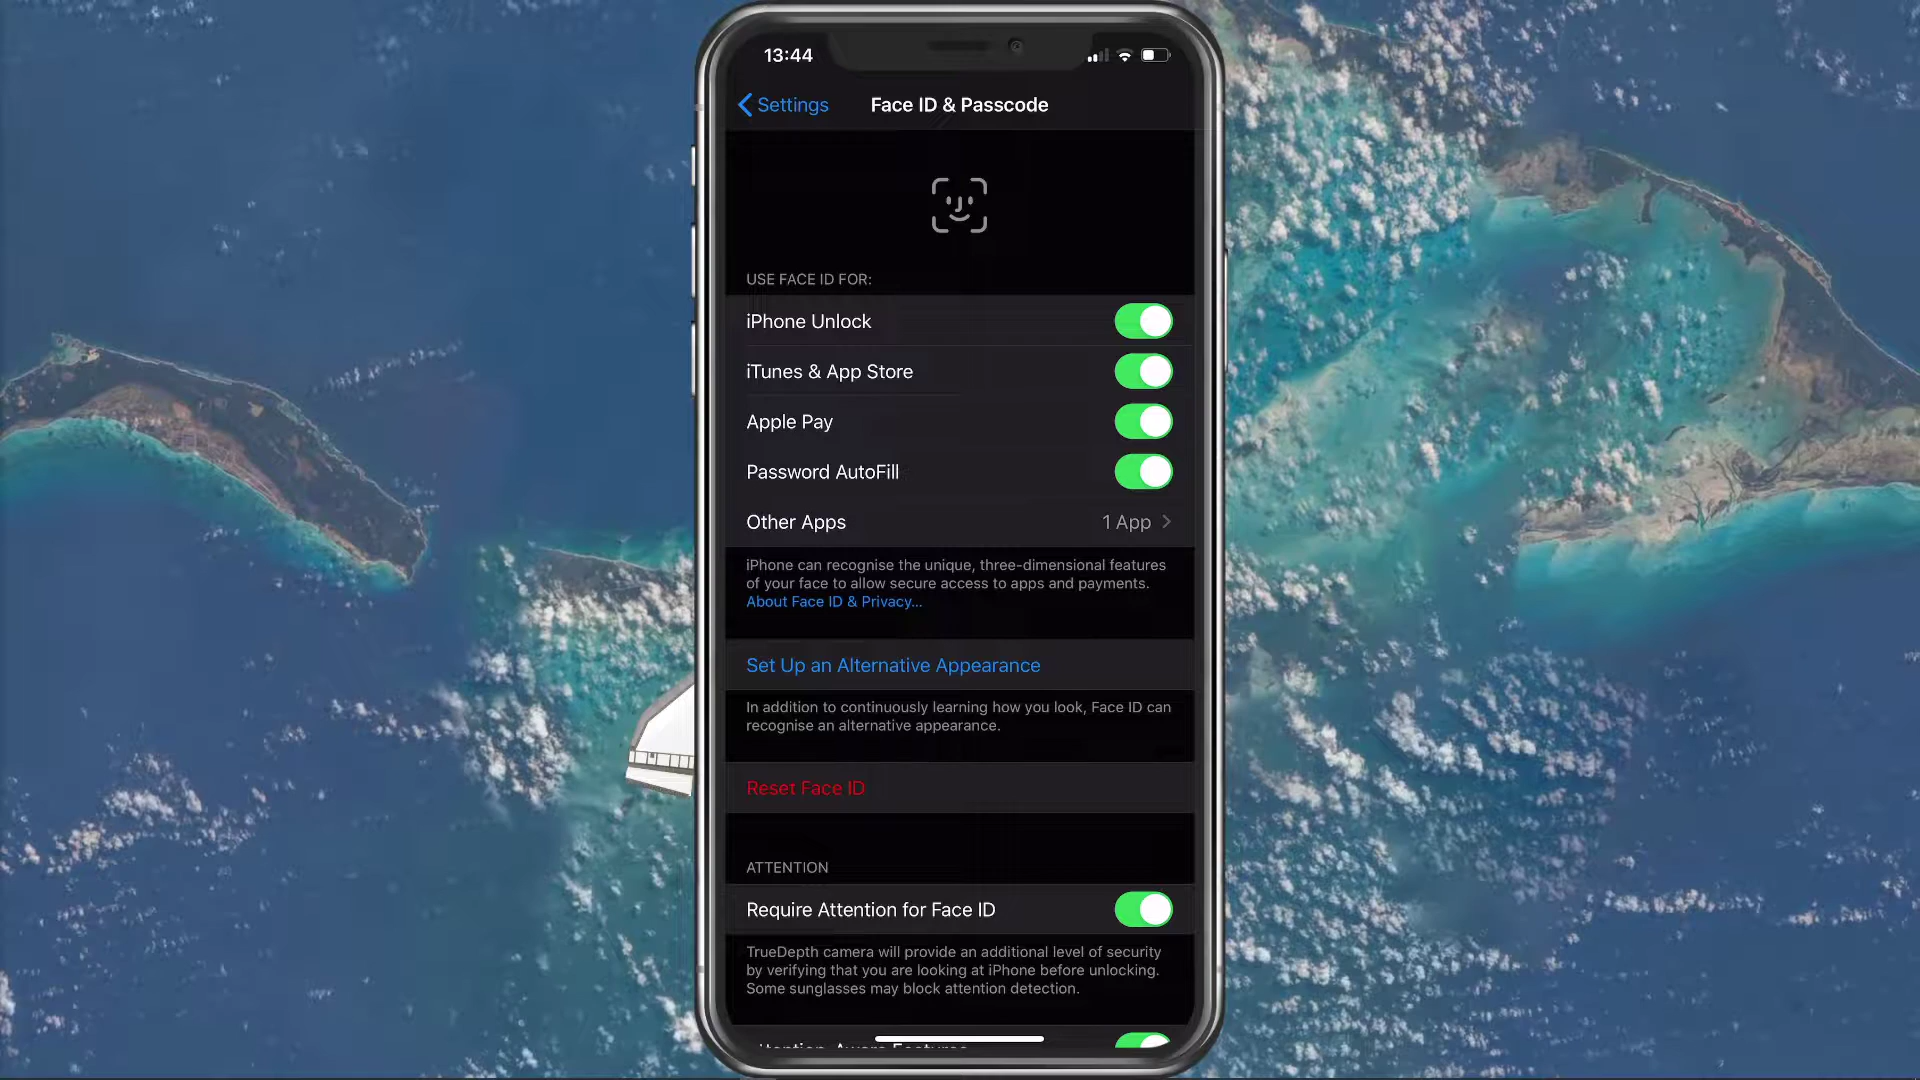 13:44
Settings
Face ID & Passcode
USE FACE ID FOR:
iPhone Unlock
iTunes & App Store
Apple Pay
Password AutoFill
Other Apps
1 App
iPhone can recognise the unique, three-dimensional features
of your face to allow secure access to apps and payments.
About Face ID & Privacy...
Set Up an Alternative Appearance
In addition to continuously learning how you look, Face ID can
recognise an alternative appearance.
Reset Face ID
ATTENTION
Require Attention for Face ID
TrueDepth camera will provide an additional level of security
by verifying that you are looking at iPhone before unlocking.
Some sunglasses may block attention detection.